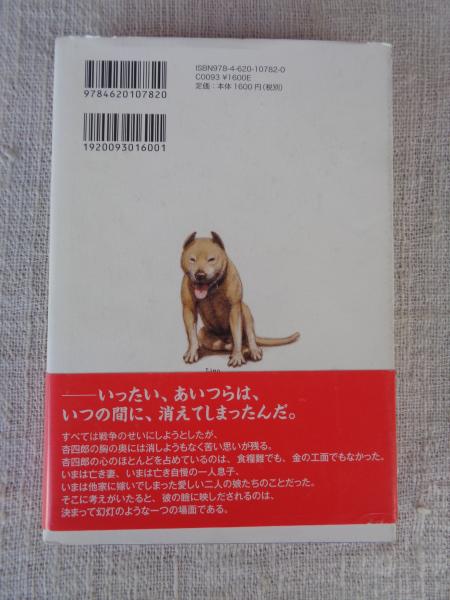 ISBN978-4-620-10782-0
C0093 ¥1600E
定価:本体1600円(税別)
9784620107820
1920093016001
——いったい、あいつらは、
いつの間に、消えてしまったんだ。
すべては戦争のせいにしようとしたが、
杏四郎の胸の奥には消しようもなく苦い思いが残る。
杏四郎の心のほとんどを占めているのは、食糧難でも、金の工面でもなかった。
いまは亡き妻、いまは亡き自慢の一人息子、
いまは他家に嫁いでしまった愛しい二人の娘たちのことだった。
そこに考えがいたると、彼の瞼に映しだされるのは、
決まって幻灯のような一つの場面である。